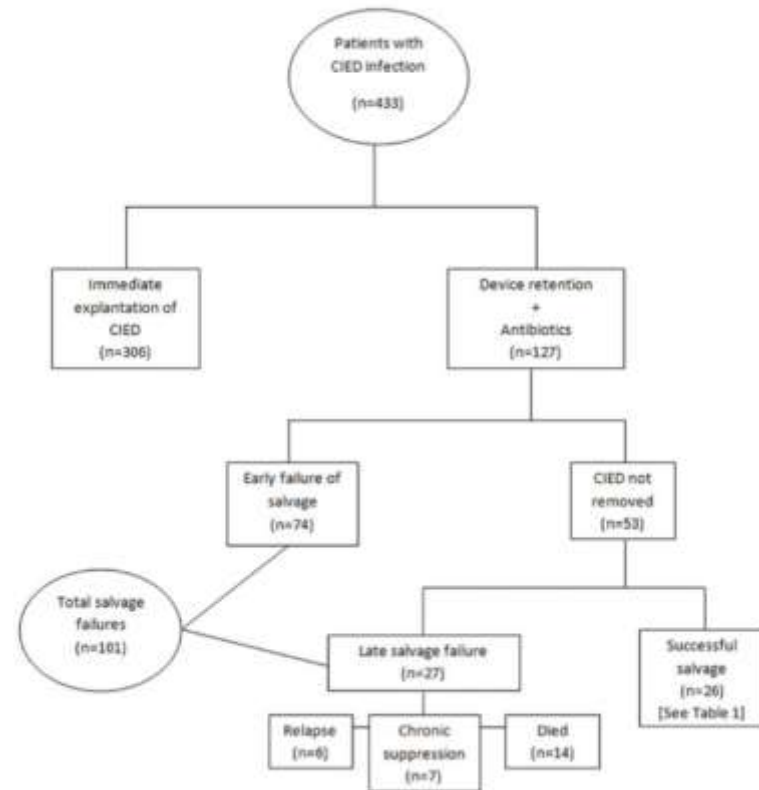 Patients with
CIED infection
(n=433)
Immediate
explantation of
CIED
(n=306)
Device retention
+
Antibiotics
(n=127)
Early failure of
salvage
(n=74)
CIED not
removed
(n=53)
Total salvage
failures
(n=101)
Late salvage failure
(n=27)
Successful
salvage
(n=26)
[See Table 1]
Relapse
(n=6)
Chronic
suppression
(n=7)
Died
(n=14)